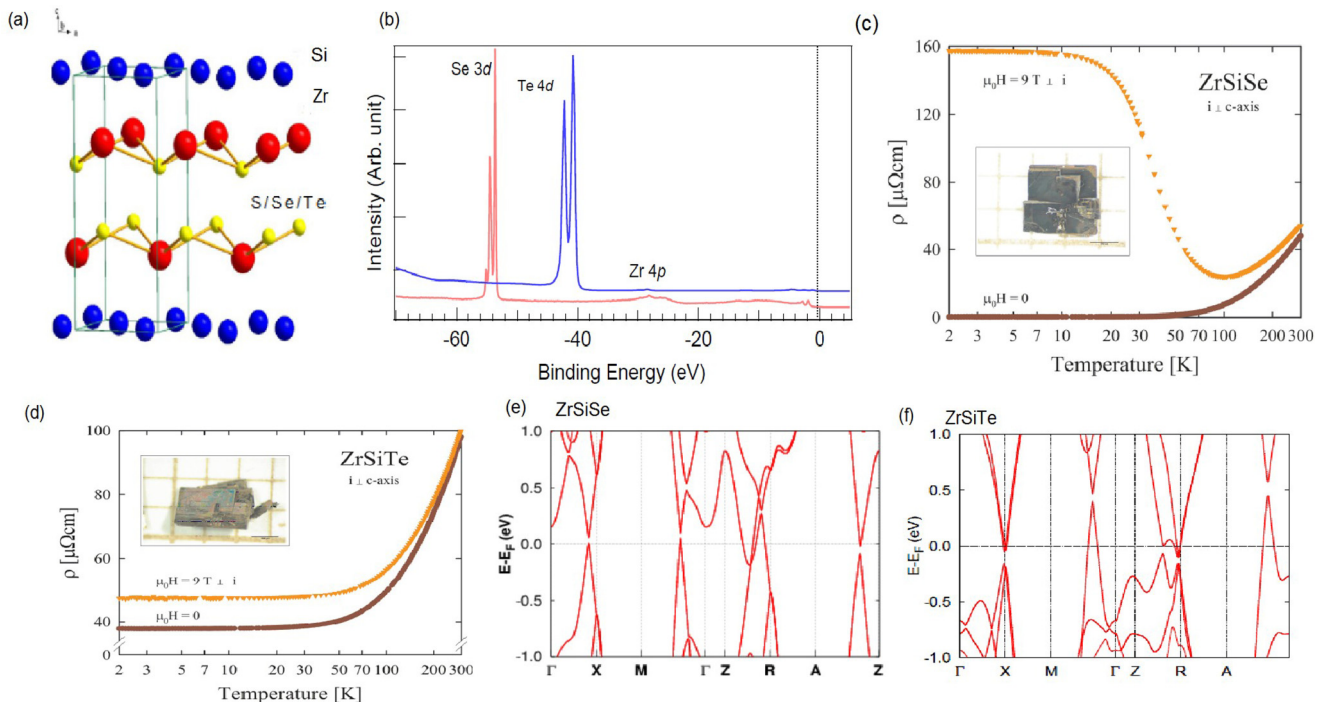 (a)
Si
Zr
S/Se/Te
(b)
Se 3d
Te 4d
Zr 4p
Intensity (Arb. unit)
-60
-40
-20
0
Binding Energy (eV)
(c)
160
120
80
40
0
ρ [μΩcm]
μ₀H = 9 T ⊥ i
ZrSiSe
i ⊥ c-axis
μ₀H = 0
2 3 5 7 10 20 30 50 70 100 200 300
Temperature [K]
(d)
100
80
60
40
0
ρ [μΩcm]
ZrSiTe
i ⊥ c-axis
μ₀H = 9 T ⊥ i
μ₀H = 0
2 3 5 7 10 20 30 50 70 100 200 300
Temperature [K]
(e)
ZrSiSe
1.0
0.5
0.0
-0.5
-1.0
E-E_F (eV)
Γ X M Γ Z R A Z
(f)
ZrSiTe
1.0
0.5
0.0
-0.5
-1.0
E-E_F (eV)
Γ X M Γ Z R A